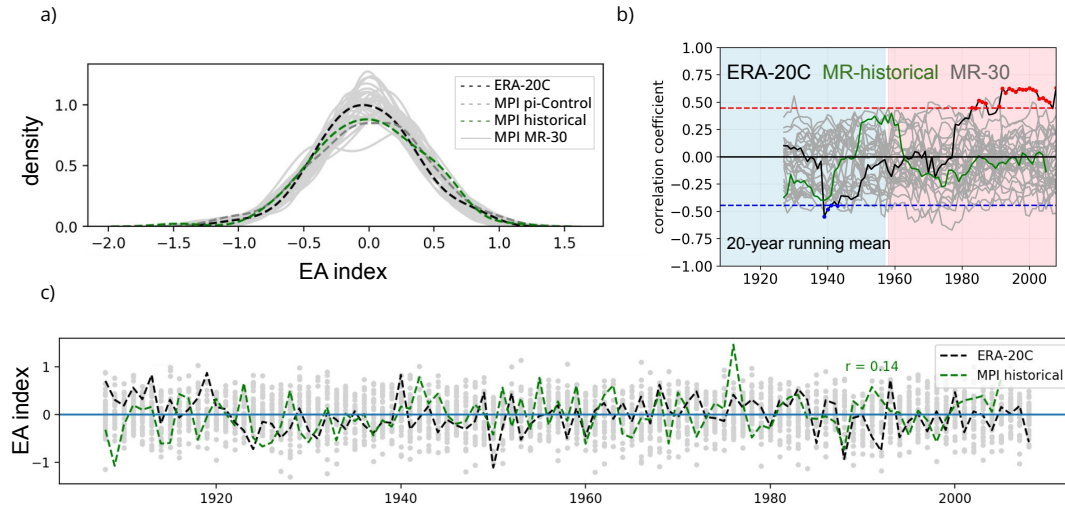 a)
density
1.0
0.5
0.0
−2.0 −1.5 −1.0 −0.5 0.0 0.5 1.0 1.5
EA index
ERA-20C
MPI pi-Control
MPI historical
MPI MR-30
b)
correlation coefficient
1.00
0.75
0.50
0.25
0.00
−0.25
−0.50
−0.75
−1.00
ERA-20C MR-historical MR-30
20-year running mean
1920 1940 1960 1980 2000
c)
EA index
1
0
−1
r = 0.14
ERA-20C
MPI historical
1920 1940 1960 1980 2000